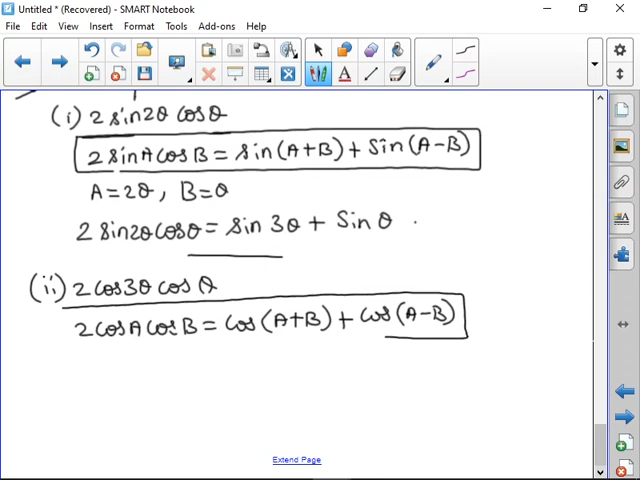 Untitled * (Recovered) - SMART Notebook
File Edit View Insert Format Tools Add-ons Help
(i) 2 sin2θ cosθ
2 sinA cosB = sin(A+B) + Sin(A-B)
A=2θ, B=θ
2 sin2θ cosθ = sin 3θ + Sin θ
(ii) 2 cos3θ cos θ
2 cosA cosB = cos(A+B) + cos(A-B)
Extend Page